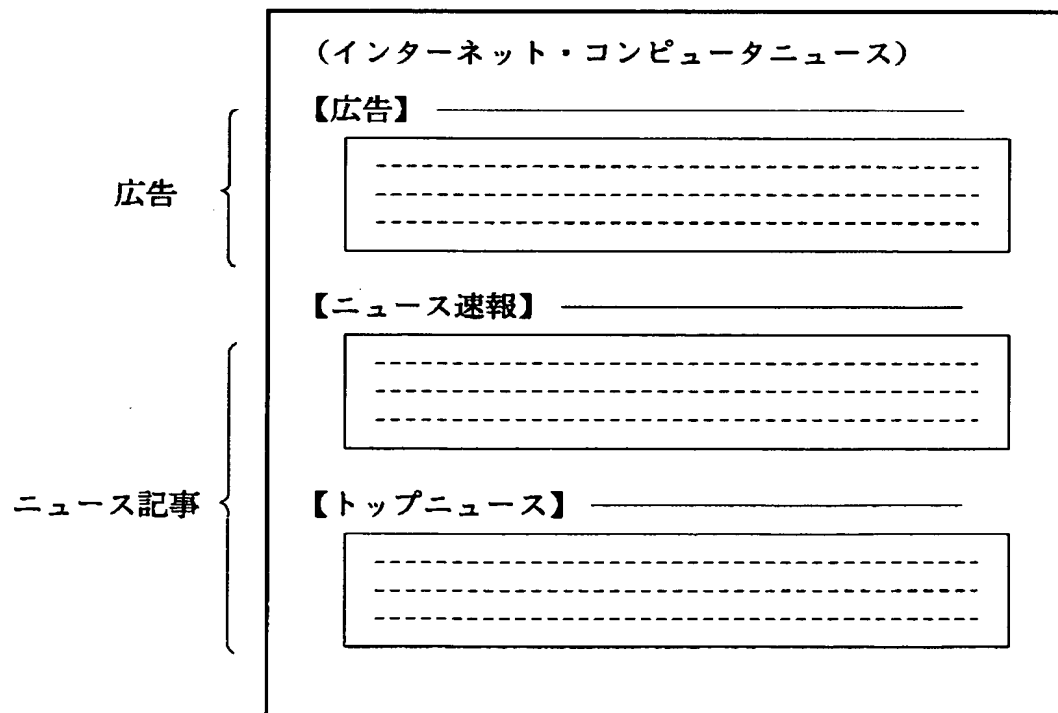 (インターネット・コンピュータニュース)
【広告】
広告
【ニュース速報】
ニュース記事
【トップニュース】